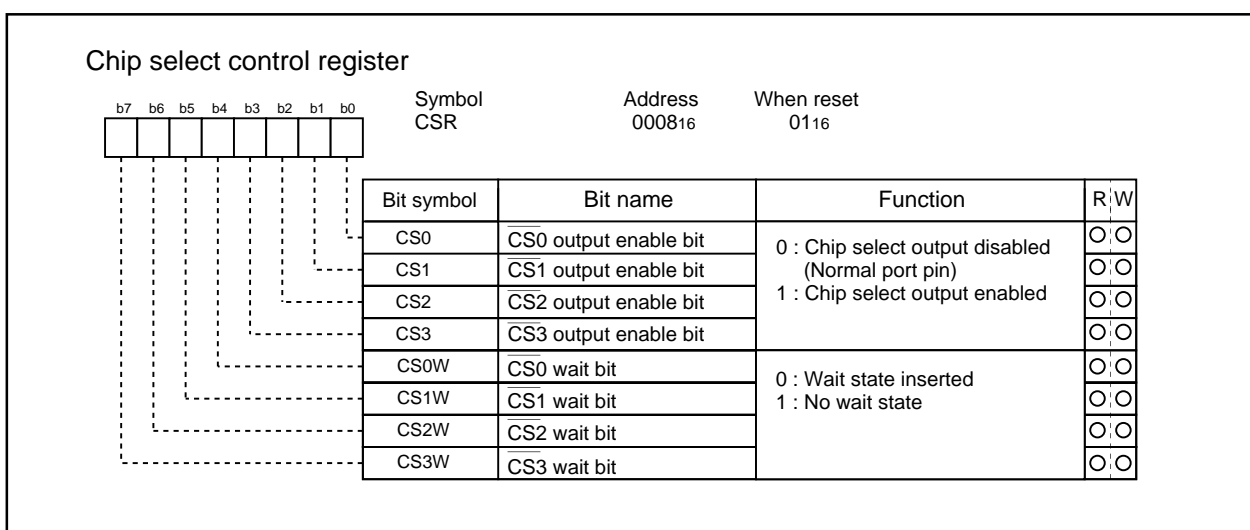 Chip select control register
b7 b6 b5 b4 b3 b2 b1 b0
Symbol Address When reset
CSR 000816 0116
Bit symbol Bit name Function R W
CS0 CS0 output enable bit 0 : Chip select output disabled
(Normal port pin)
1 : Chip select output enabled
CS1 CS1 output enable bit
CS2 CS2 output enable bit
CS3 CS3 output enable bit
CS0W CS0 wait bit 0 : Wait state inserted
1 : No wait state
CS1W CS1 wait bit
CS2W CS2 wait bit
CS3W CS3 wait bit